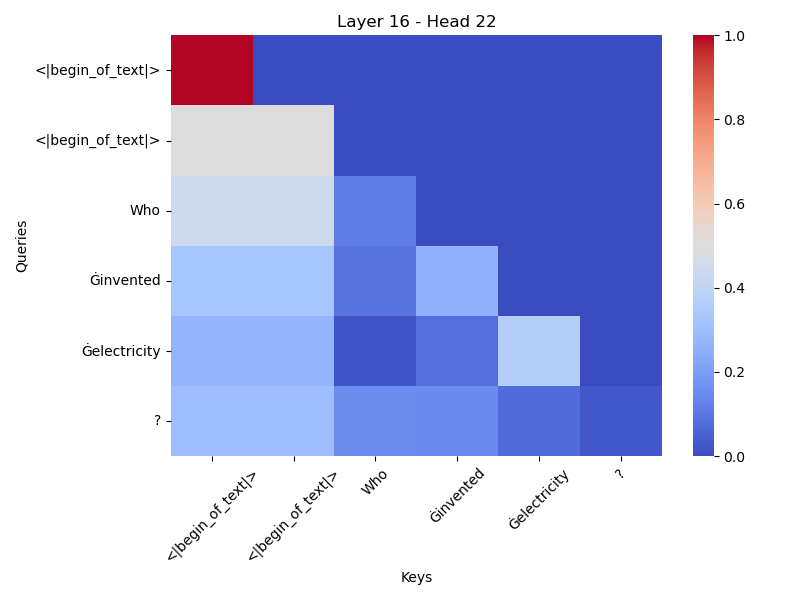 Layer 16 - Head 22
<|begin_of_text|>
<|begin_of_text|>
Who
Ġinvented
Ġelectricity
?
Queries
<|begin_of_text|>
<|begin_of_text|>
Who
Ġinvented
Ġelectricity
?
Keys
1.0
0.8
0.6
0.4
0.2
0.0